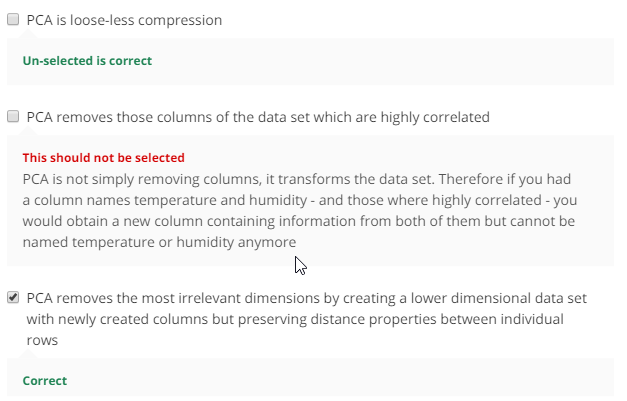 PCA is loose-less compression
Un-selected is correct
PCA removes those columns of the data set which are highly correlated
This should not be selected
PCA is not simply removing columns, it transforms the data set. Therefore if you had
a column names temperature and humidity - and those where highly correlated - you
would obtain a new column containing information from both of them but cannot be
named temperature or humidity anymore
PCA removes the most irrelevant dimensions by creating a lower dimensional data set
with newly created columns but preserving distance properties between individual
rows
Correct